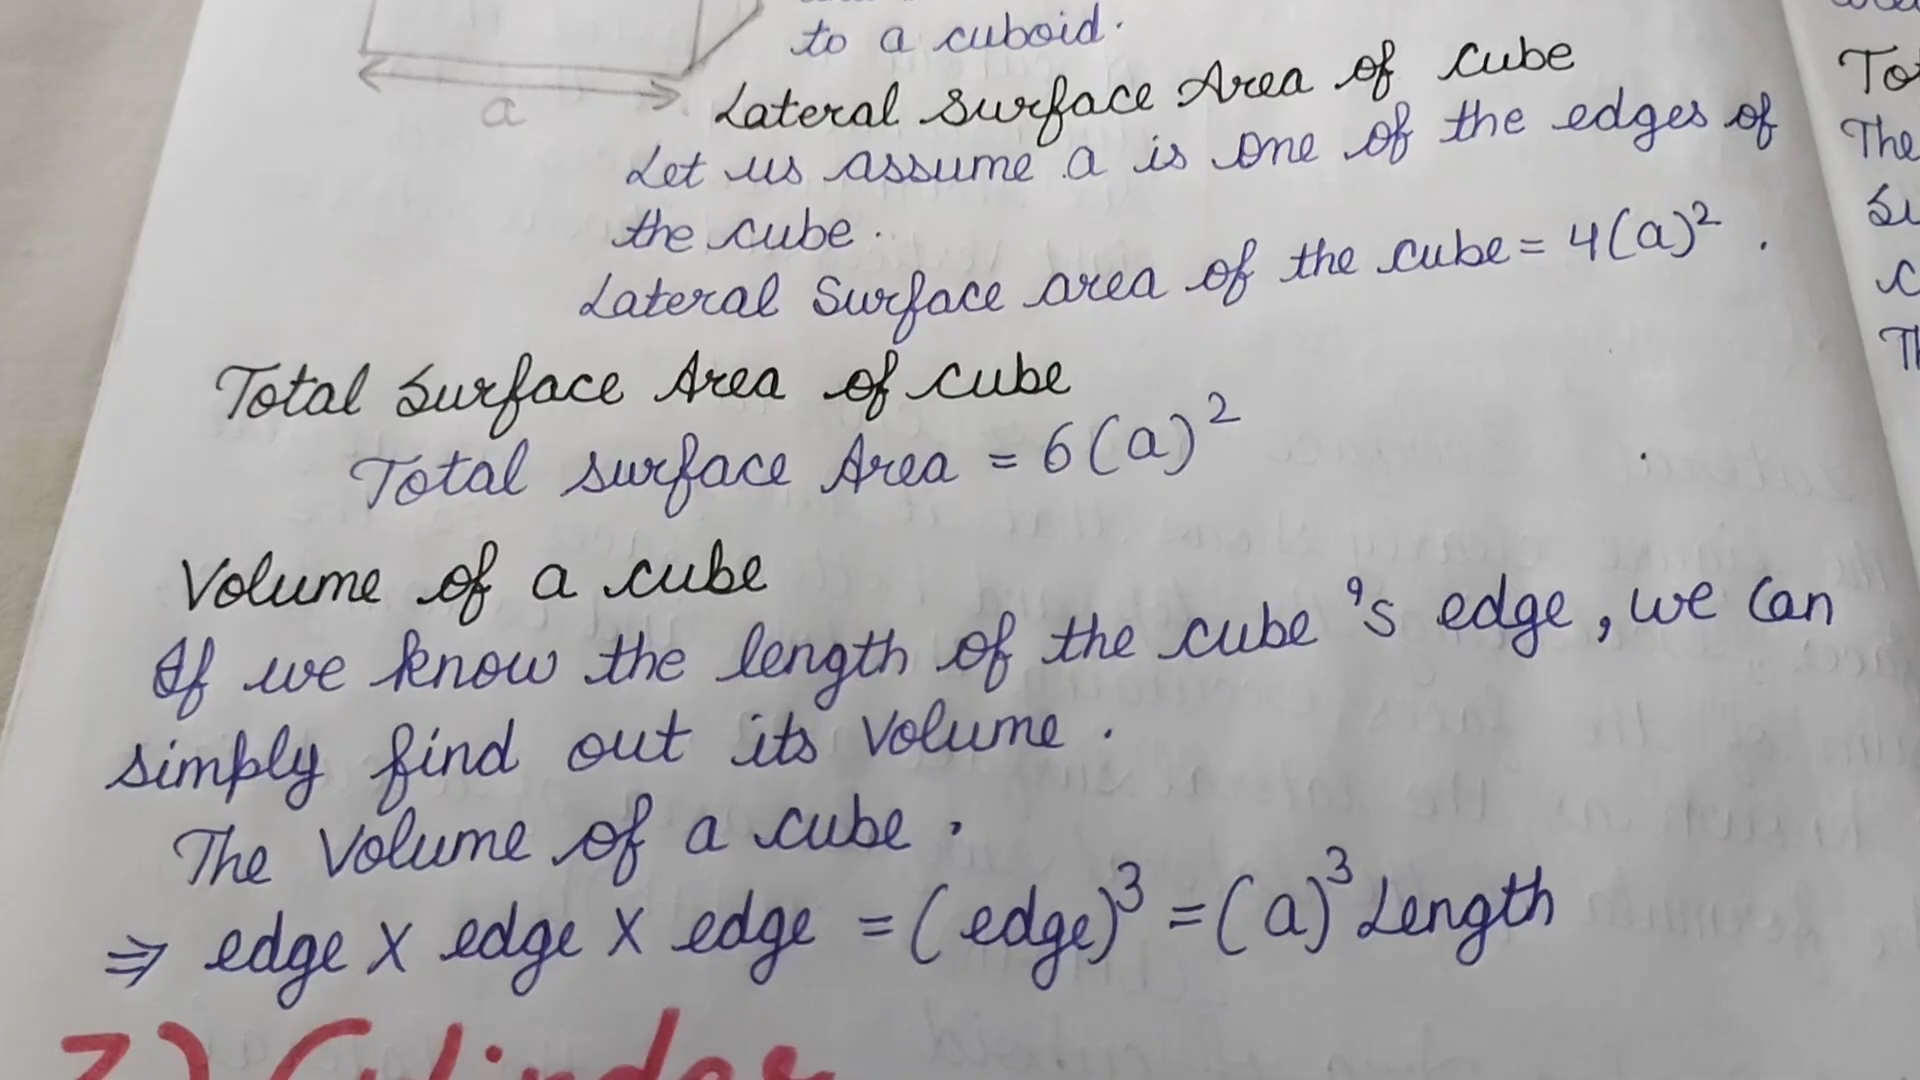 to a cuboid.
a
Lateral Surface Area of cube
Let us assume a is one of the edges of
the cube.
Lateral Surface area of the cube = 4(a)² .
Total Surface Area of cube
Total surface Area = 6(a)²
Volume of a cube
If we know the length of the cube's edge, we can
simply find out its Volume.
The Volume of a cube.
⇒ edge X edge X edge = (edge)³ = (a)³ Length
3) Cylinder
The